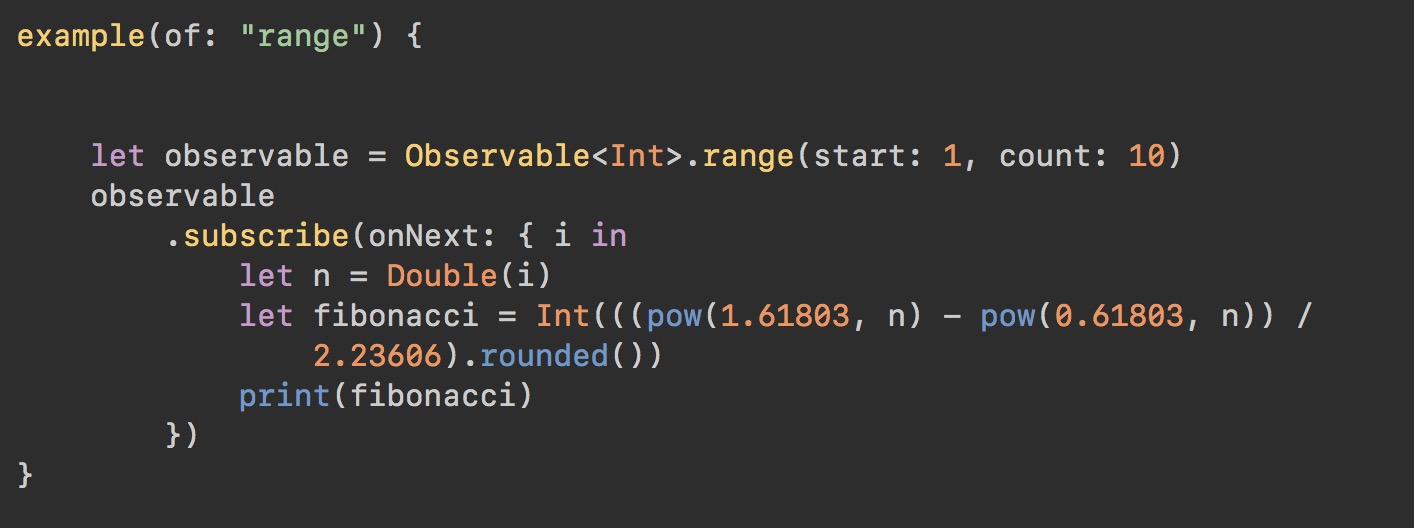 example(of: "range") {
    let observable = Observable<Int>.range(start: 1, count: 10)
    observable
        .subscribe(onNext: { i in
            let n = Double(i)
            let fibonacci = Int(((pow(1.61803, n) - pow(0.61803, n)) /
                2.23606).rounded())
            print(fibonacci)
        })
}